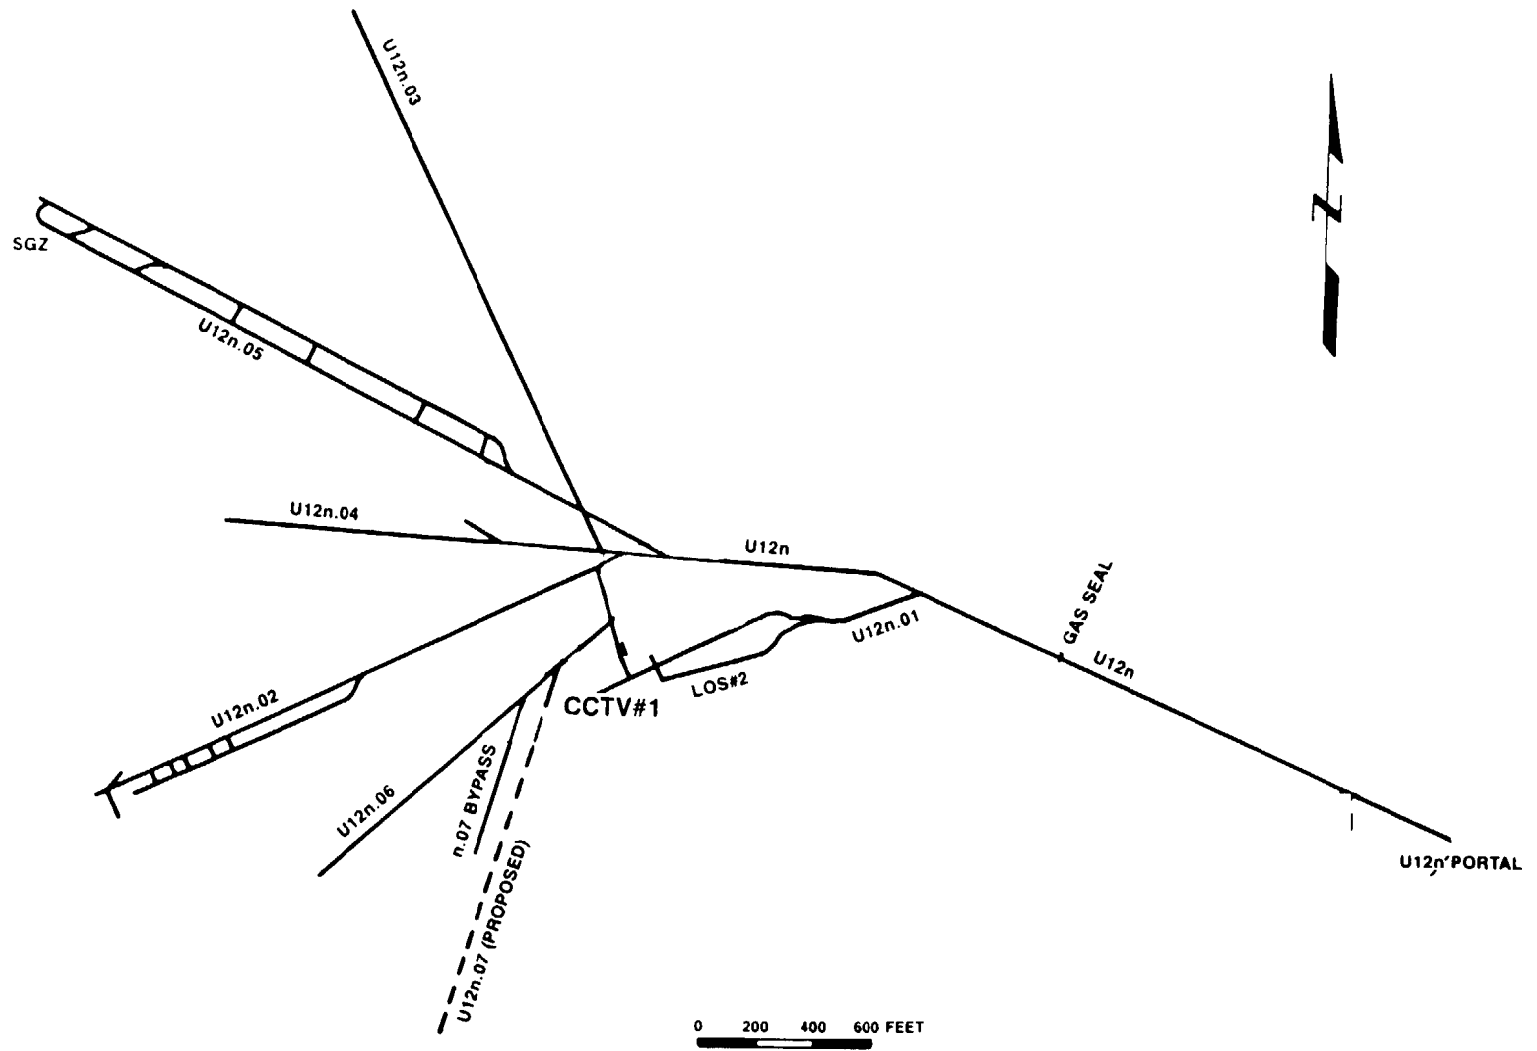 U12n.03
N
SGZ
U12n.05
U12n.04
U12n
GAS SEAL
U12n.01
U12n
LOS#2
CCTV#1
U12n.02
U12n.06
n.07 BYPASS
U12n.07 (PROPOSED)
U12n PORTAL
0 200 400 600 FEET